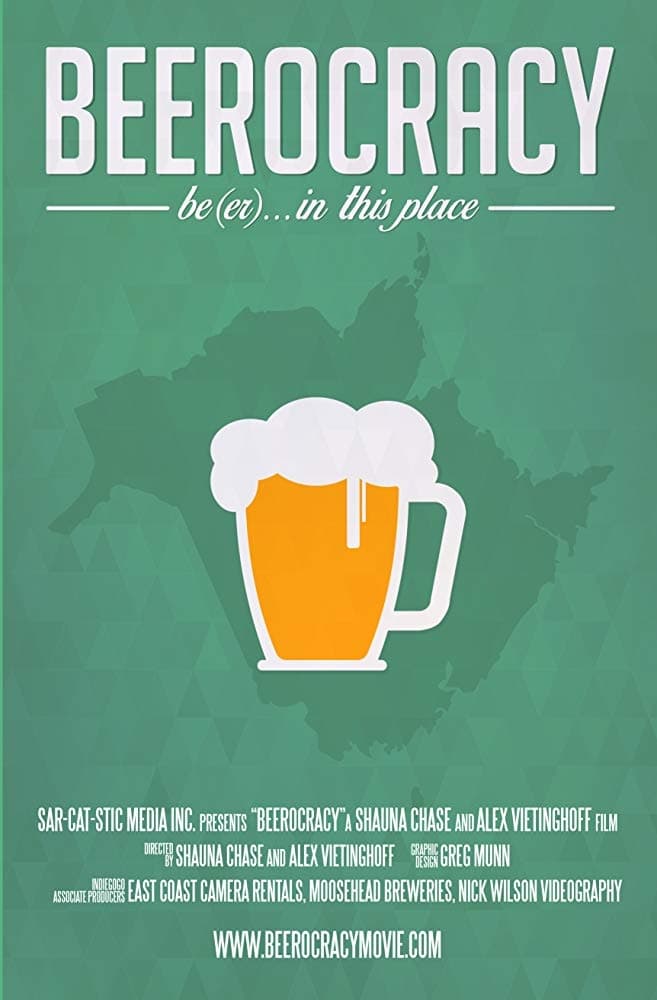 BEEROCRACY
be(er)...in this place
SAR-CAT-STIC MEDIA INC. PRESENTS "BEEROCRACY" A SHAUNA CHASE AND ALEX VIETINGHOFF FILM
DIRECTED BY SHAUNA CHASE AND ALEX VIETINGHOFF GRAPHIC DESIGN GREG MUNN
INDIEGOGO ASSOCIATE PRODUCERS EAST COAST CAMERA RENTALS, MOOSEHEAD BREWERIES, NICK WILSON VIDEOGRAPHY
WWW.BEEROCRACYMOVIE.COM